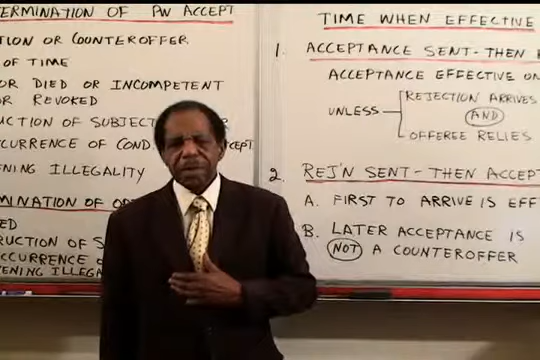 ERMINATION OF PW ACCEPT
TION OR COUNTEROFFER
OF TIME
OR DIED OR INCOMPETENT
OR REVOKED
UCTION OF SUBJECT
CURRENCE OF COND CEPT
ENING ILLEGALITY
MINATION OF OP
ED
RUCTION OF S
CCURRENCE O
ENING ILLEGA
TIME WHEN EFFECTIVE
1. ACCEPTANCE SENT-THEN
ACCEPTANCE EFFECTIVE ON
UNLESS
REJECTION ARRIVES
AND
OFFEREE RELIES
2. REJ'N SENT-THEN ACCEPT
A. FIRST TO ARRIVE IS EFF
B. LATER ACCEPTANCE IS
NOT A COUNTEROFFER